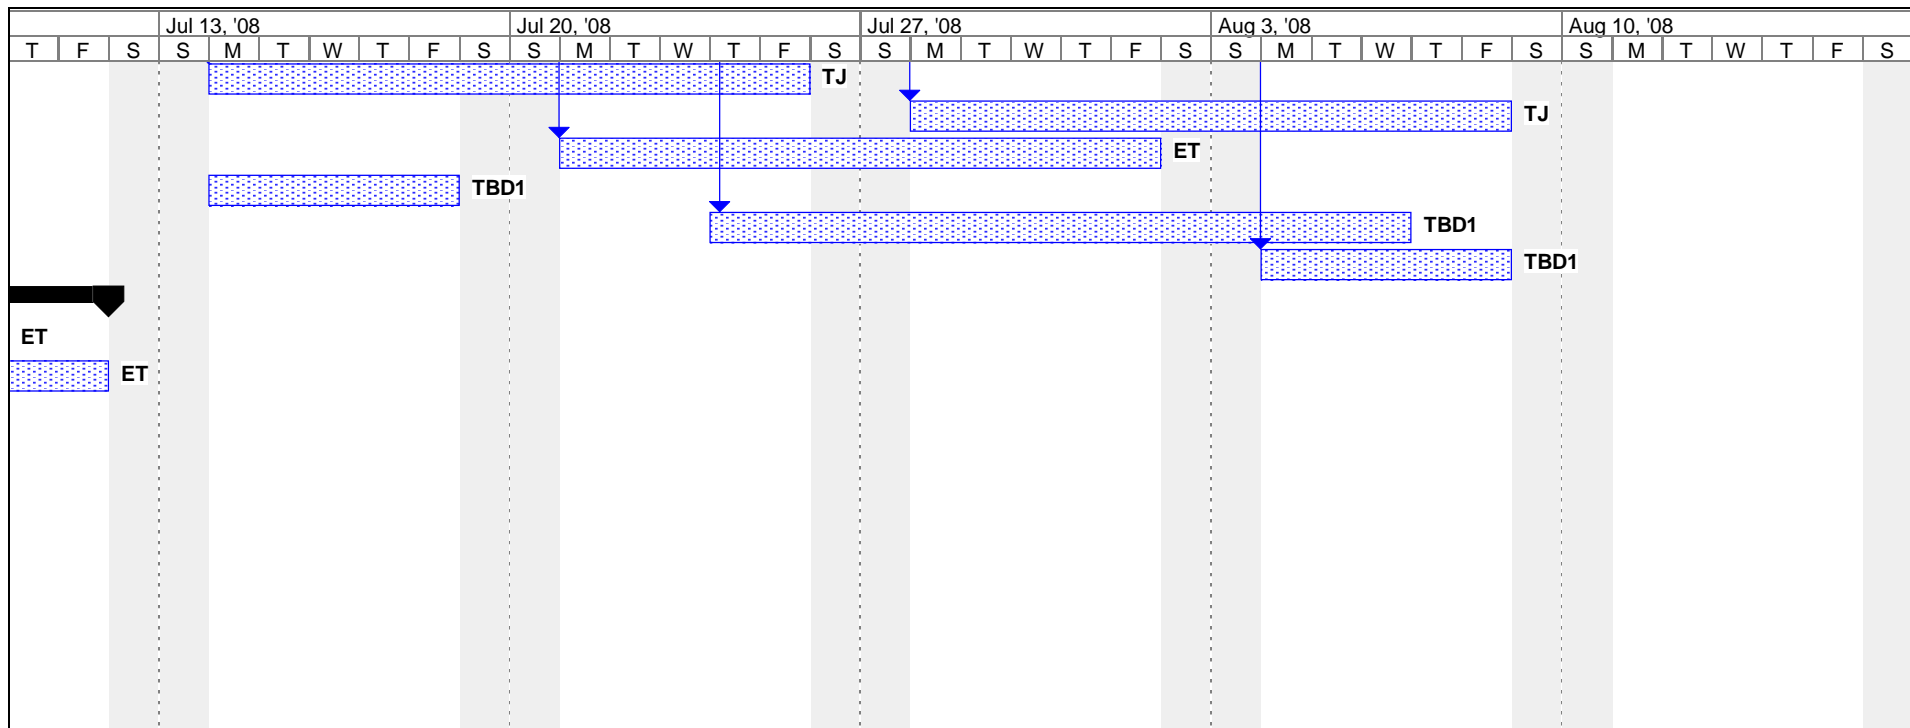 Jul 13, '08 Jul 20, '08 Jul 27, '08 Aug 3, '08 Aug 10, '08
T F S S M T W T F S S M T W T F S S M T W T F S S M T W T F S S M T W T F S
TJ
TJ
ET
TBD1
TBD1
TBD1
ET
ET